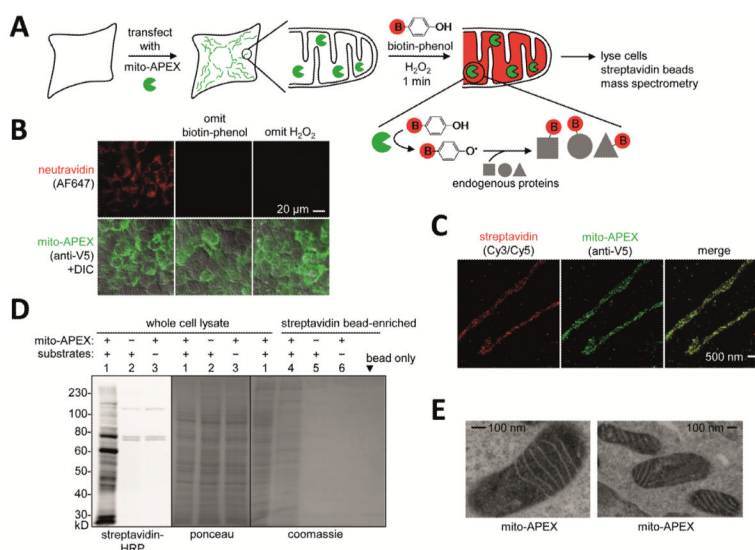 A
transfect
with
mito-APEX
B
OH
biotin-phenol
H2O2
1 min
lyse cells
streptavidin beads
mass spectrometry
B
OH
B
O•
B
B
B
endogenous proteins
B
omit
biotin-phenol
omit H2O2
neutravidin
(AF647)
20 µm
mito-APEX
(anti-V5)
+DIC
C
streptavidin
(Cy3/Cy5)
mito-APEX
(anti-V5)
merge
500 nm
D
whole cell lysate
streptavidin bead-enriched
mito-APEX: + – + + – + + + – +
substrates: + + – + + – + + + –
bead only
1 2 3 1 2 3 1 4 5 6
230
100
80
60
50
40
30
kD
streptavidin-
HRP
ponceau
coomassie
E
100 nm
100 nm
mito-APEX
mito-APEX